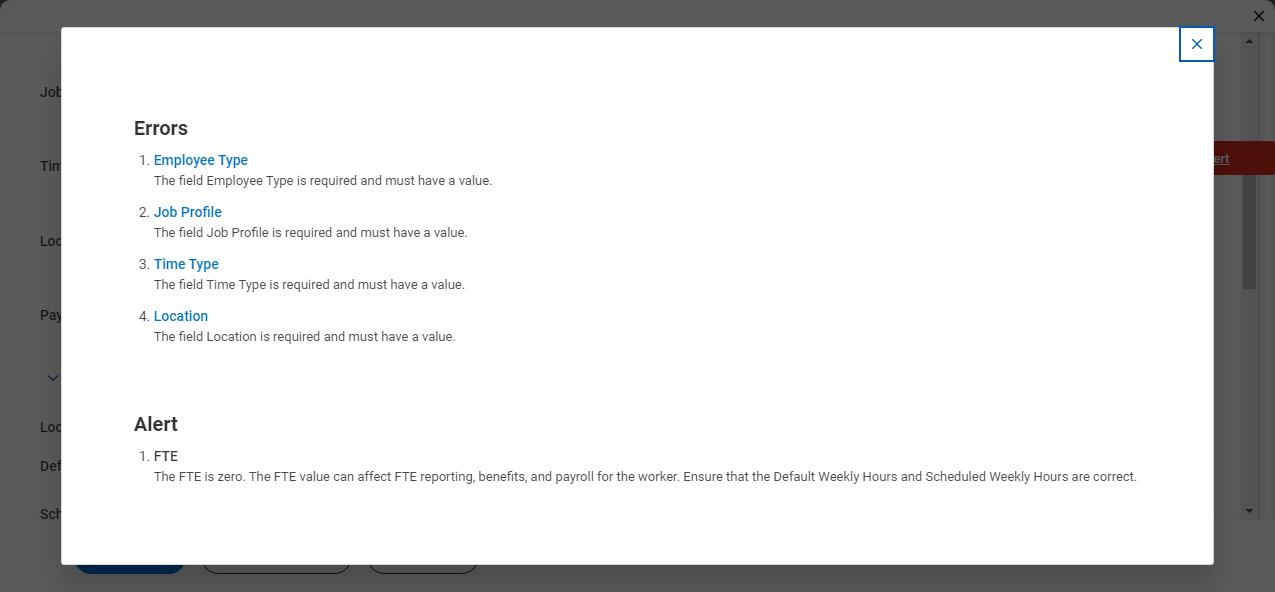 Errors
1. Employee Type
The field Employee Type is required and must have a value.
2. Job Profile
The field Job Profile is required and must have a value.
3. Time Type
The field Time Type is required and must have a value.
4. Location
The field Location is required and must have a value.
Alert
1. FTE
The FTE is zero. The FTE value can affect FTE reporting, benefits, and payroll for the worker. Ensure that the Default Weekly Hours and Scheduled Weekly Hours are correct.
Job
Tim
Loc
Pay
Loc
Def
Sch
ert